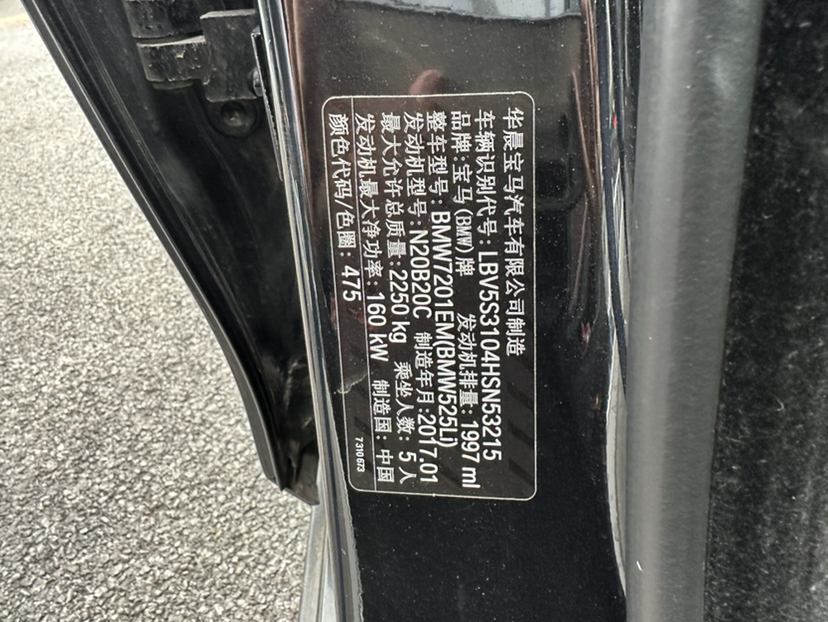 华晨宝马汽车有限公司制造
车辆识别代号: LBV5S3104HSN53215
品牌:宝马(BMW)牌 发动机排量: 1997 ml
整车型号: BMW7201EM(BMW525Li)
发动机型号:N20B20C 制造年月:2017.01
最大允许总质量:2250 kg 乘坐人数: 5人
发动机最大净功率:160 kW 制造国: 中国
颜色代码/色圈: 475
7 310 673